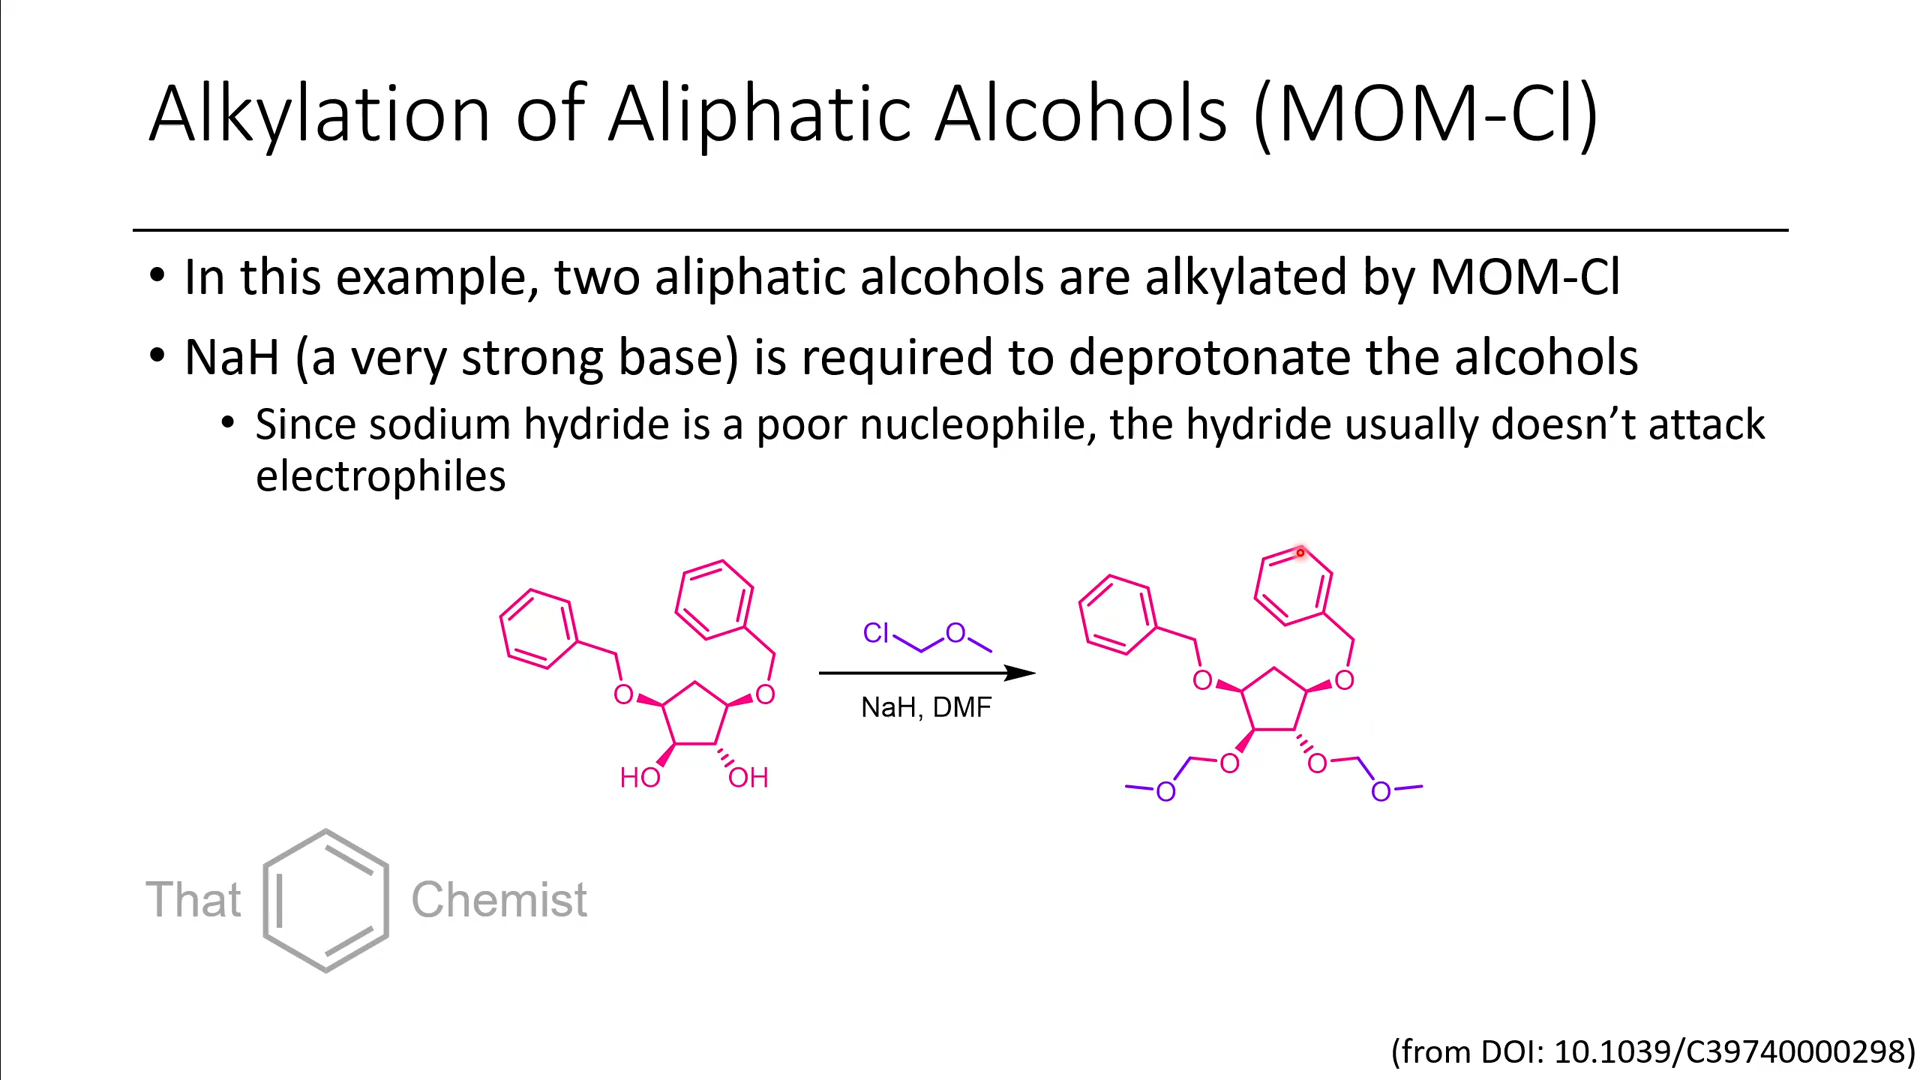 Alkylation of Aliphatic Alcohols (MOM-Cl)
• In this example, two aliphatic alcohols are alkylated by MOM-Cl
• NaH (a very strong base) is required to deprotonate the alcohols
• Since sodium hydride is a poor nucleophile, the hydride usually doesn’t attack
electrophiles
Cl O
NaH, DMF
O O
HO OH
O O
O O
O O
That Chemist
(from DOI: 10.1039/C39740000298)